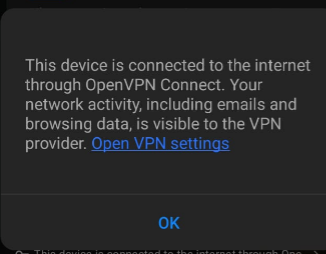 This device is connected to the internet
through OpenVPN Connect. Your
network activity, including emails and
browsing data, is visible to the VPN
provider. Open VPN settings
OK
This device is connected to the internet through Ope